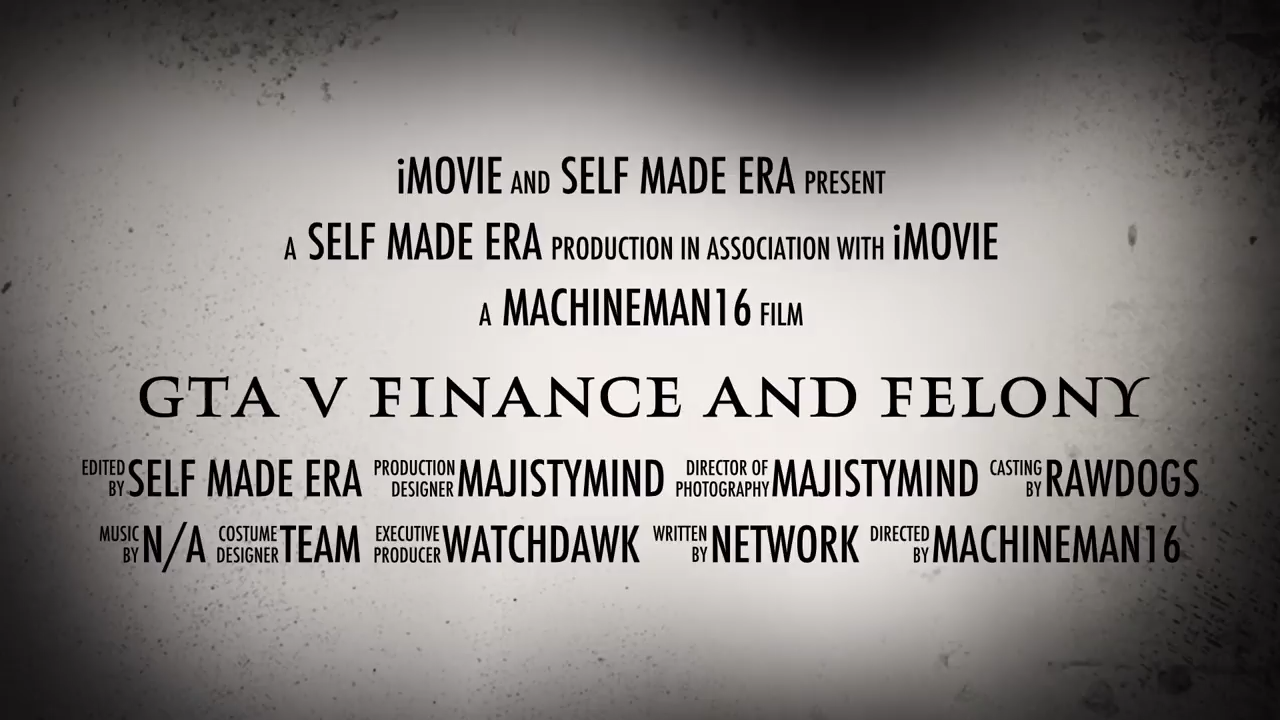 iMOVIE AND SELF MADE ERA PRESENT
A SELF MADE ERA PRODUCTION IN ASSOCIATION WITH iMOVIE
A MACHINEMAN16 FILM
GTA V FINANCE AND FELONY
EDITED BY SELF MADE ERA PRODUCTION DESIGNER MAJISTYMIND DIRECTOR OF PHOTOGRAPHY MAJISTYMIND CASTING BY RAWDOGS
MUSIC BY N/A COSTUME DESIGNER TEAM EXECUTIVE PRODUCER WATCHDAWK WRITTEN BY NETWORK DIRECTED BY MACHINEMAN16